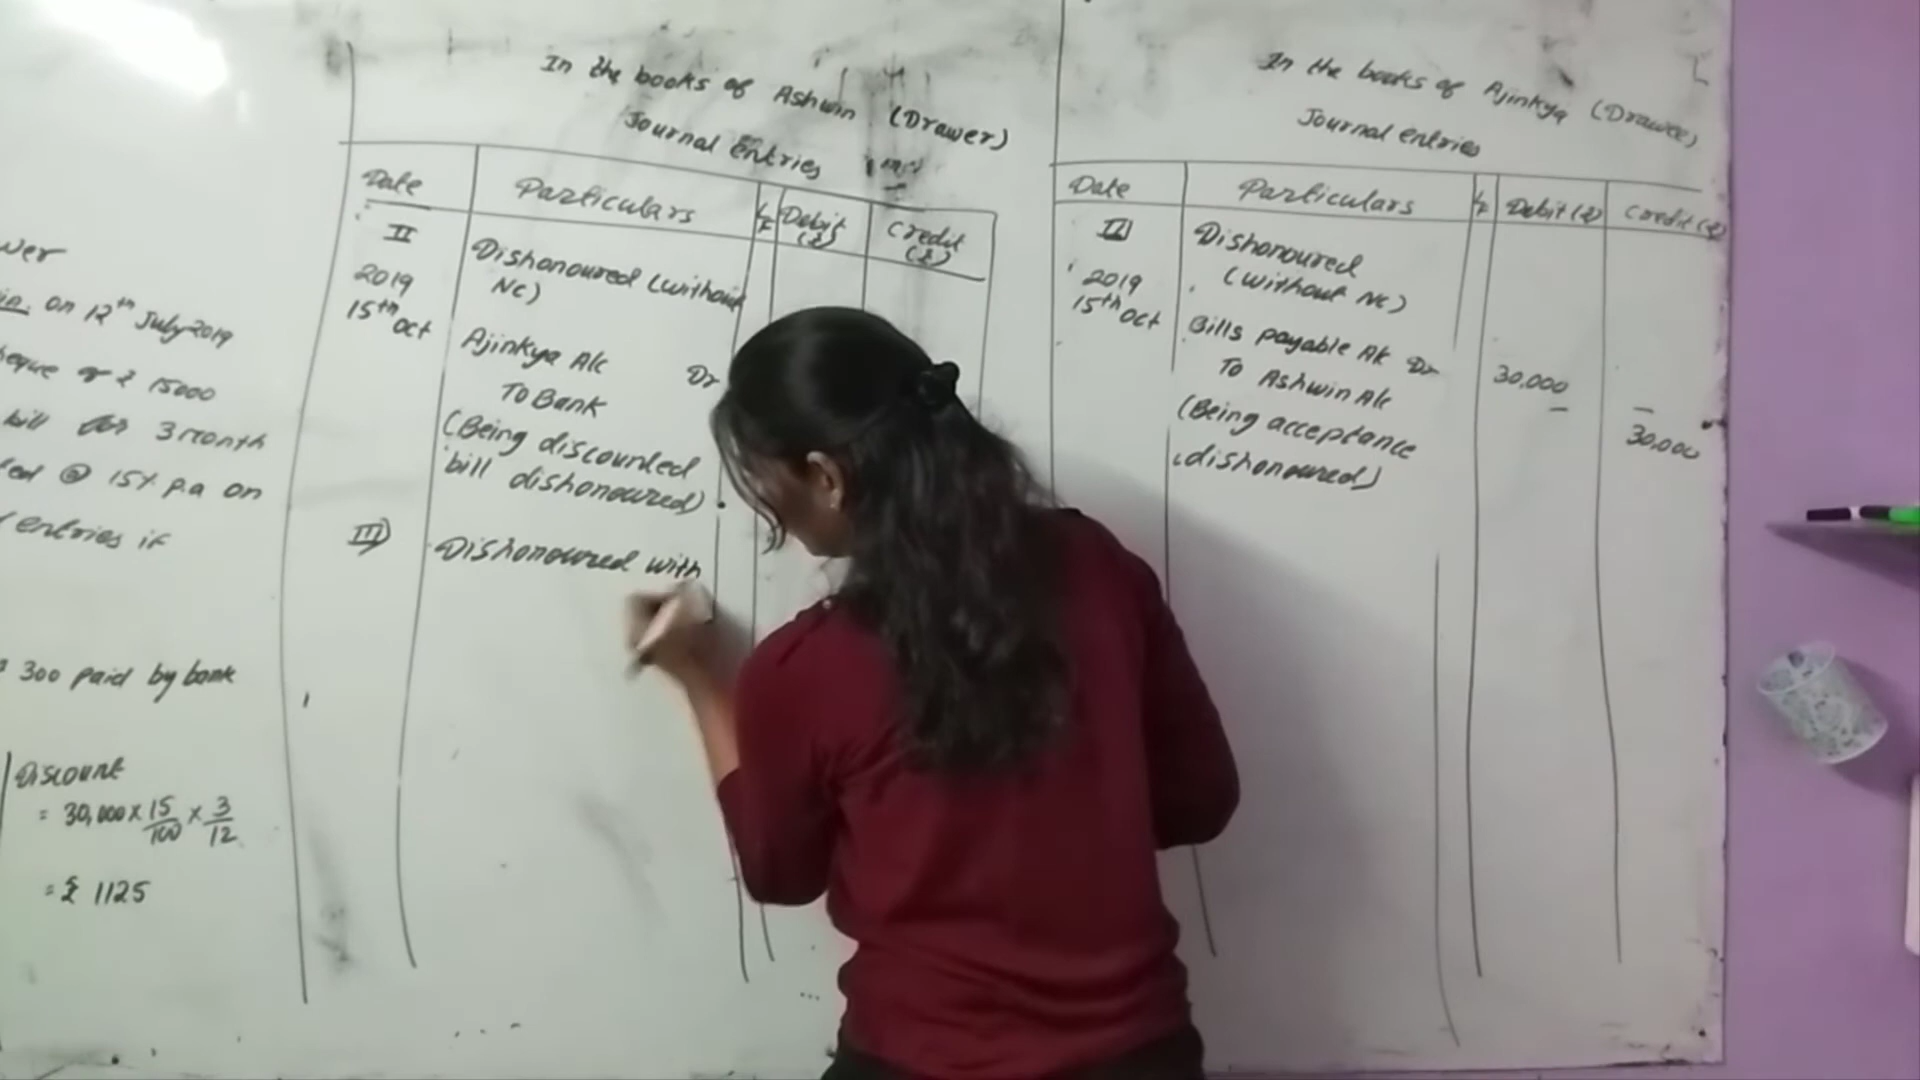 on 12th July 2019
15000
bill for 3 month
@ 15% p.a on
entries if
300 paid by bank
Discount
= 30,000 × 15/100 × 3/12
= ₹ 1125
In the books of Ashwin (Drawer)
Journal entries
Date Particulars LF Debit (₹) Credit (₹)
II Dishonoured (without
NC)
2019
15th Oct Ajinkya A/c Dr
To Bank
(Being discounted
bill dishonoured).
III) Dishonoured with
In the books of Ajinkya (Drawee)
Journal entries
Date Particulars LF Debit (₹) Credit (₹)
II) Dishonoured
(without NC)
2019
15th Oct Bills payable A/c Dr 30,000
To Ashwin A/c 30,000
(Being acceptance
dishonoured)